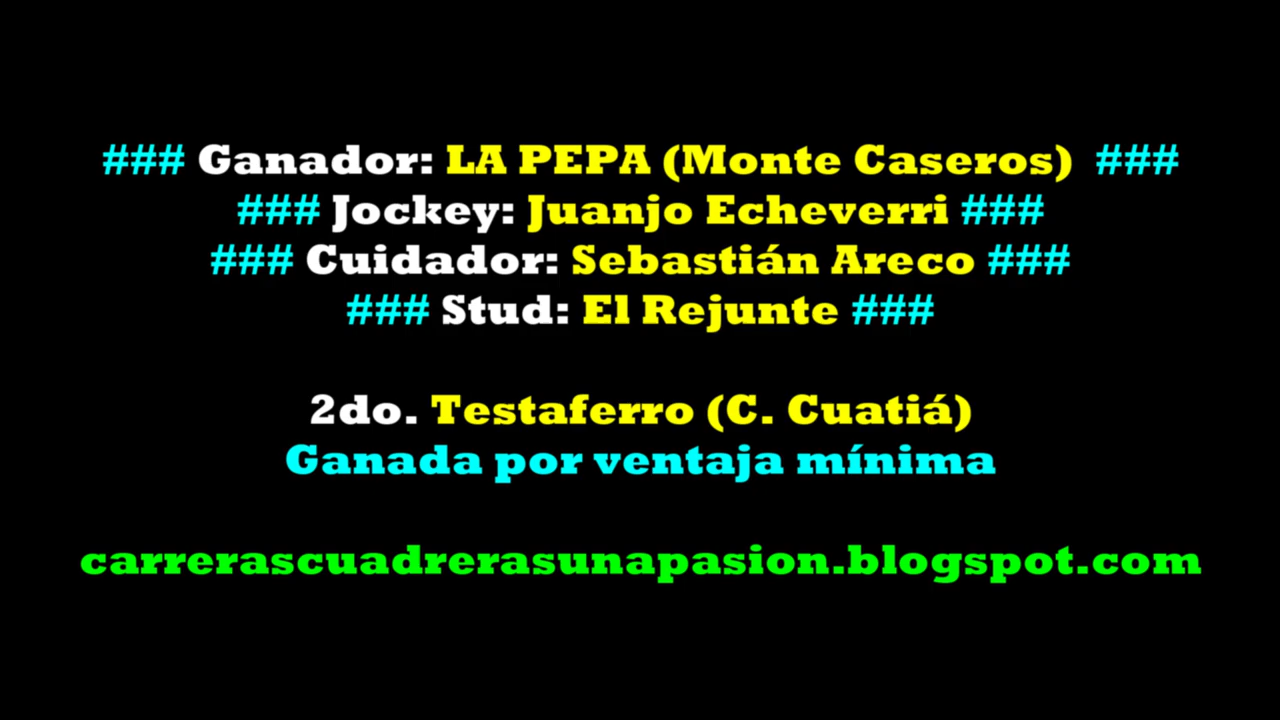 ### Ganador: LA PEPA (Monte Caseros) ###
### Jockey: Juanjo Echeverri ###
### Cuidador: Sebastián Areco ###
### Stud: El Rejunte ###
2do. Testaferro (C. Cuatiá)
Ganada por ventaja mínima
carrerascuadrerasunapasion.blogspot.com